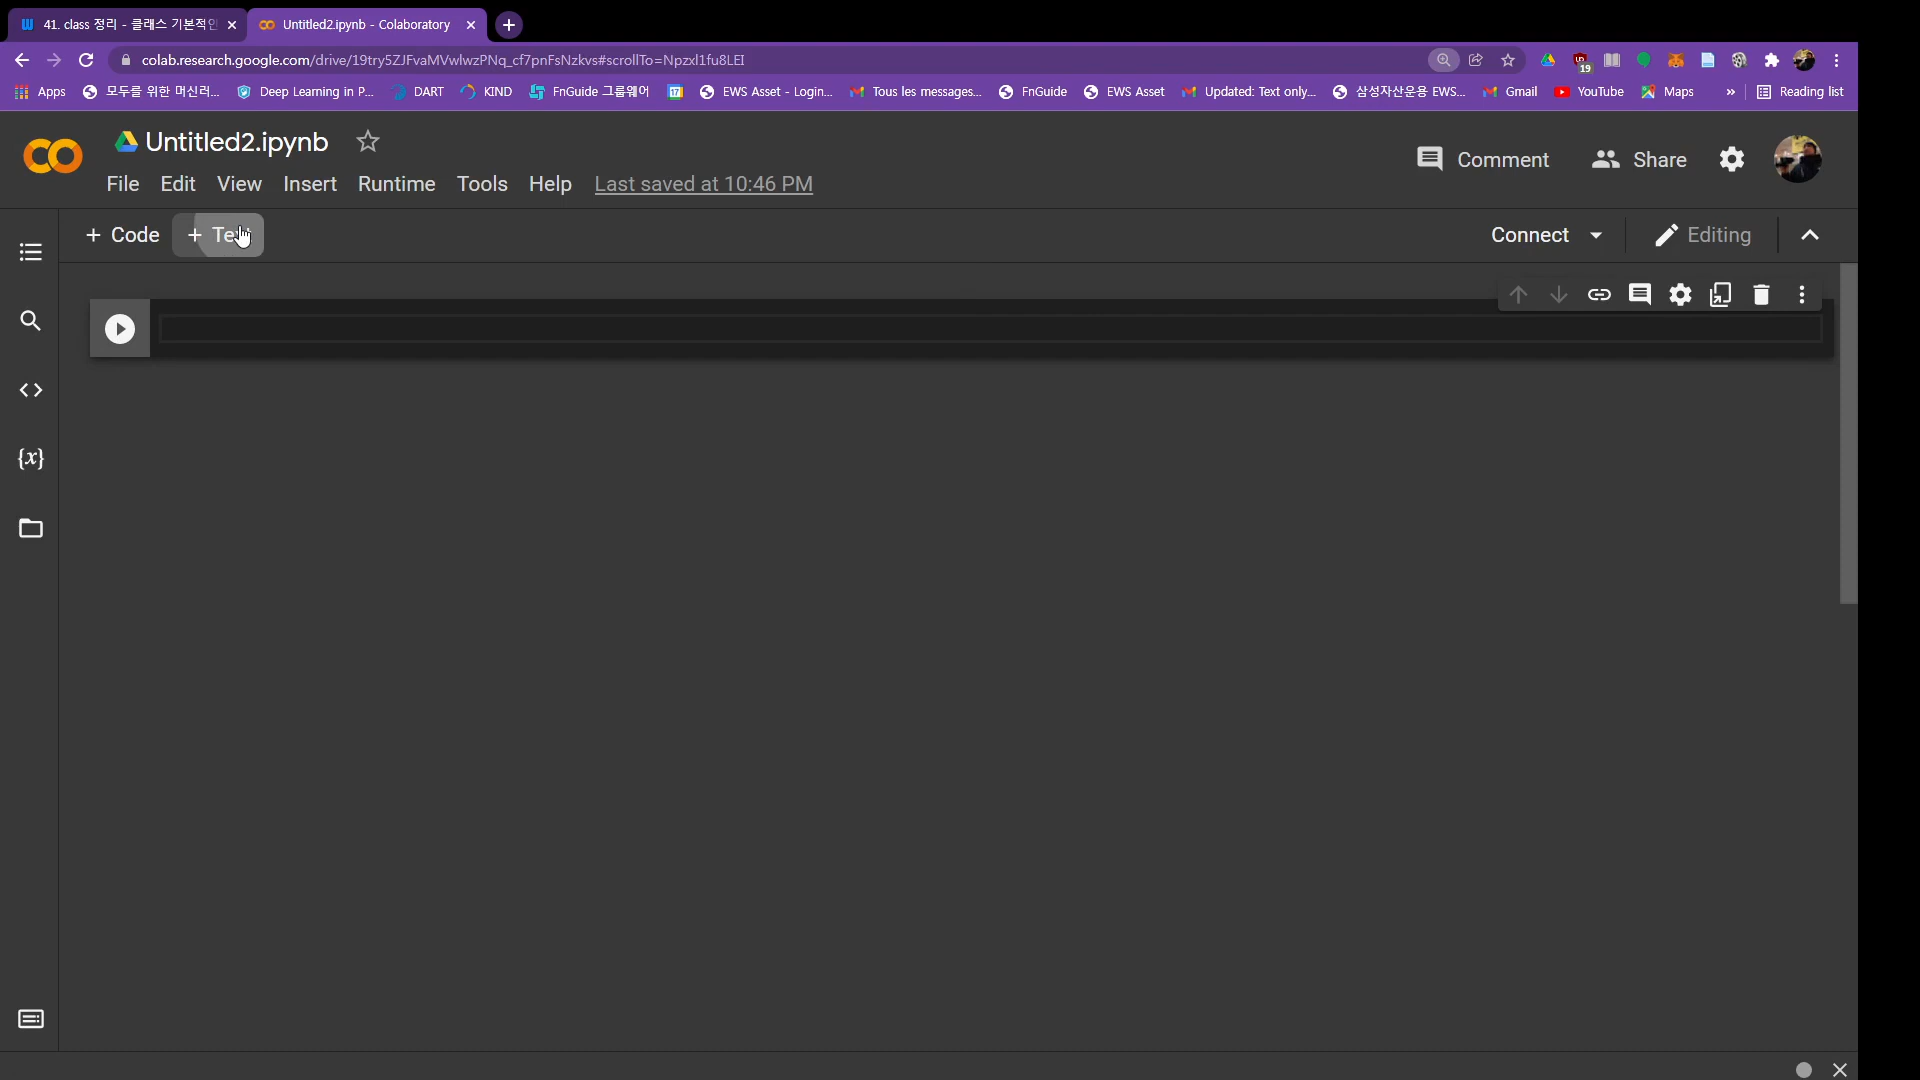 41. class 정리 - 클래스 기본적인
Untitled2.ipynb - Colaboratory
colab.research.google.com/drive/19try5ZJFvaMVwlwzPNq_cf7pnFsNzkvs#scrollTo=Npzxl1fu8LEI
19
Apps 모두를 위한 머신러... Deep Learning in P... DART KIND FnGuide 그룹웨어 17 EWS Asset - Login... Tous les messages... FnGuide EWS Asset Updated: Text only... 삼성자산운용 EWS... Gmail YouTube Maps » Reading list
Untitled2.ipynb
Comment Share
File Edit View Insert Runtime Tools Help Last saved at 10:46 PM
+ Code + Te
Connect Editing
{x}